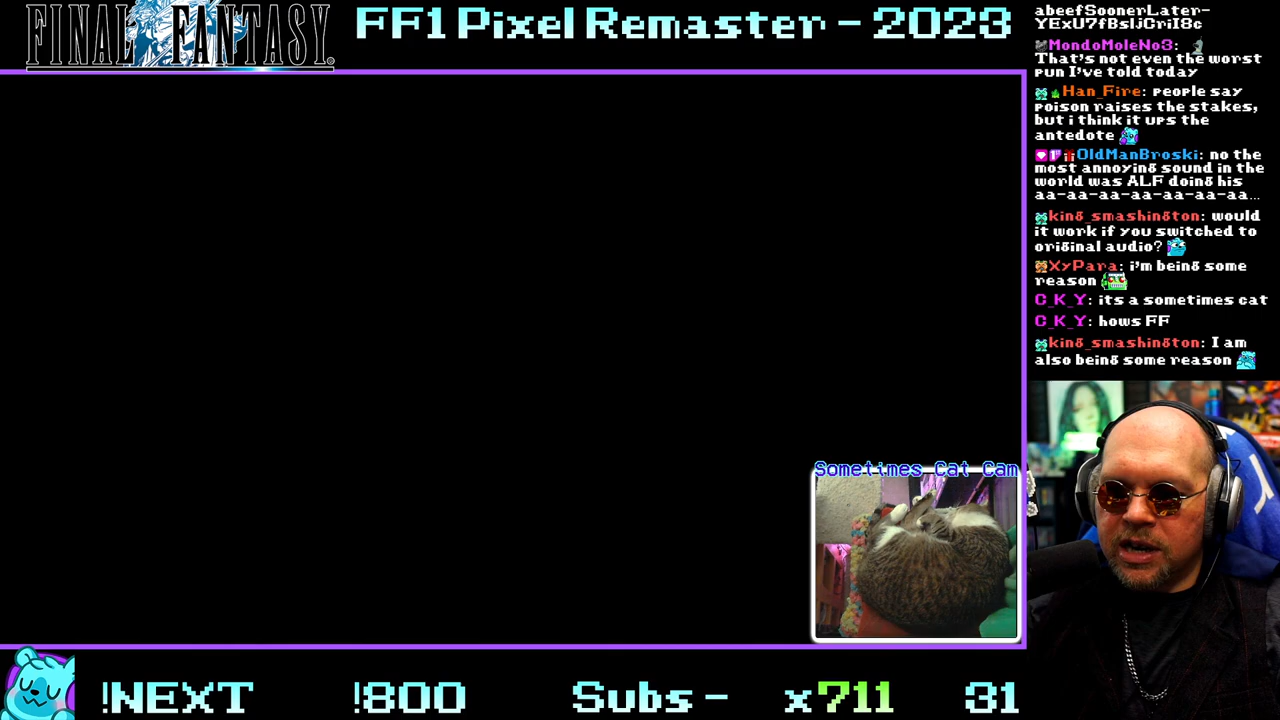 FINAL FANTASY
FF1 Pixel Remaster - 2023
abeefSoonerLater-
YExU7fBsljGriI8c
MondoMoleNo3:
That's not even the worst
pun I've told today
Han_Fire: people say
poison raises the stakes,
but i think it ups the
antedote
OldManBroski: no the
most annoying sound in the
world was ALF doing his
aa-aa-aa-aa-aa-aa-aa...
king_smashington: would
it work if you switched to
original audio?
XyPara: i'm being some
reason
C_K_Y: its a sometimes cat
C_K_Y: hows FF
king_smashington: I am
also being some reason
Sometimes Cat Cam
!NEXT !800 Subs - x711 31